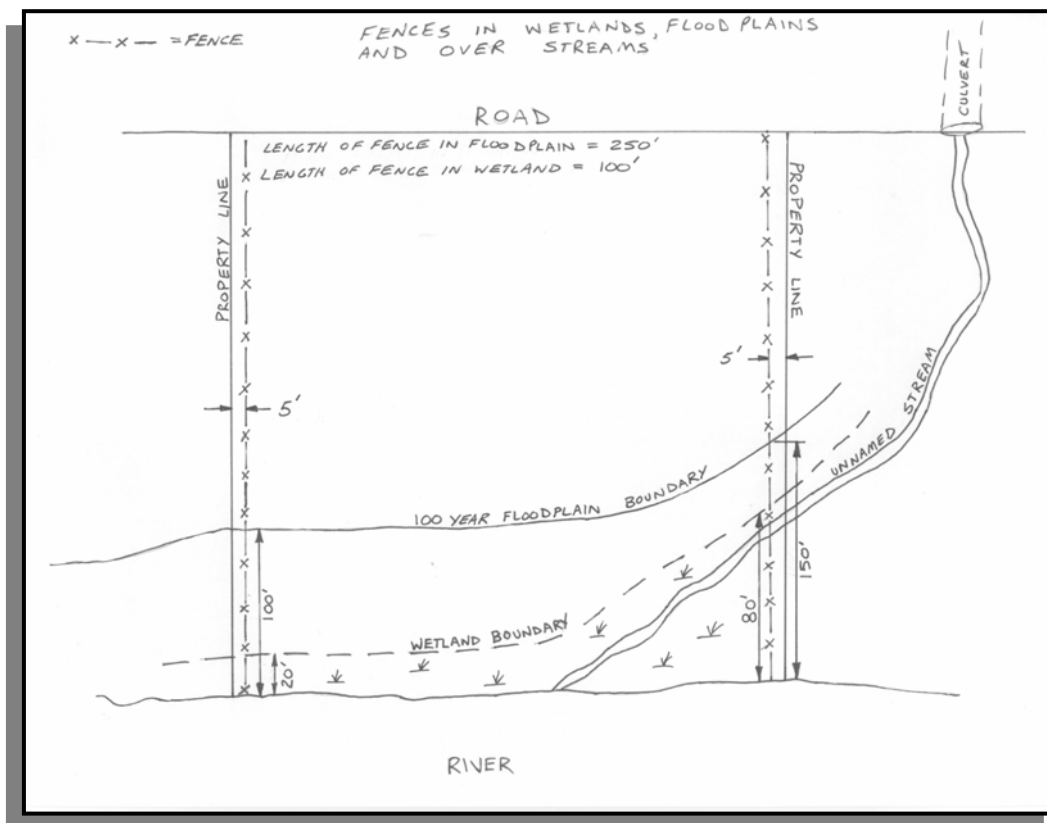 x — x — = FENCE
FENCES IN WETLANDS, FLOOD PLAINS
AND OVER STREAMS
CULVERT
ROAD
LENGTH OF FENCE IN FLOODPLAIN = 250'
LENGTH OF FENCE IN WETLAND = 100'
PROPERTY LINE
PROPERTY LINE
5'
5'
UNNAMED STREAM
100 YEAR FLOODPLAIN BOUNDARY
100'
150'
80'
WETLAND BOUNDARY
20'
RIVER